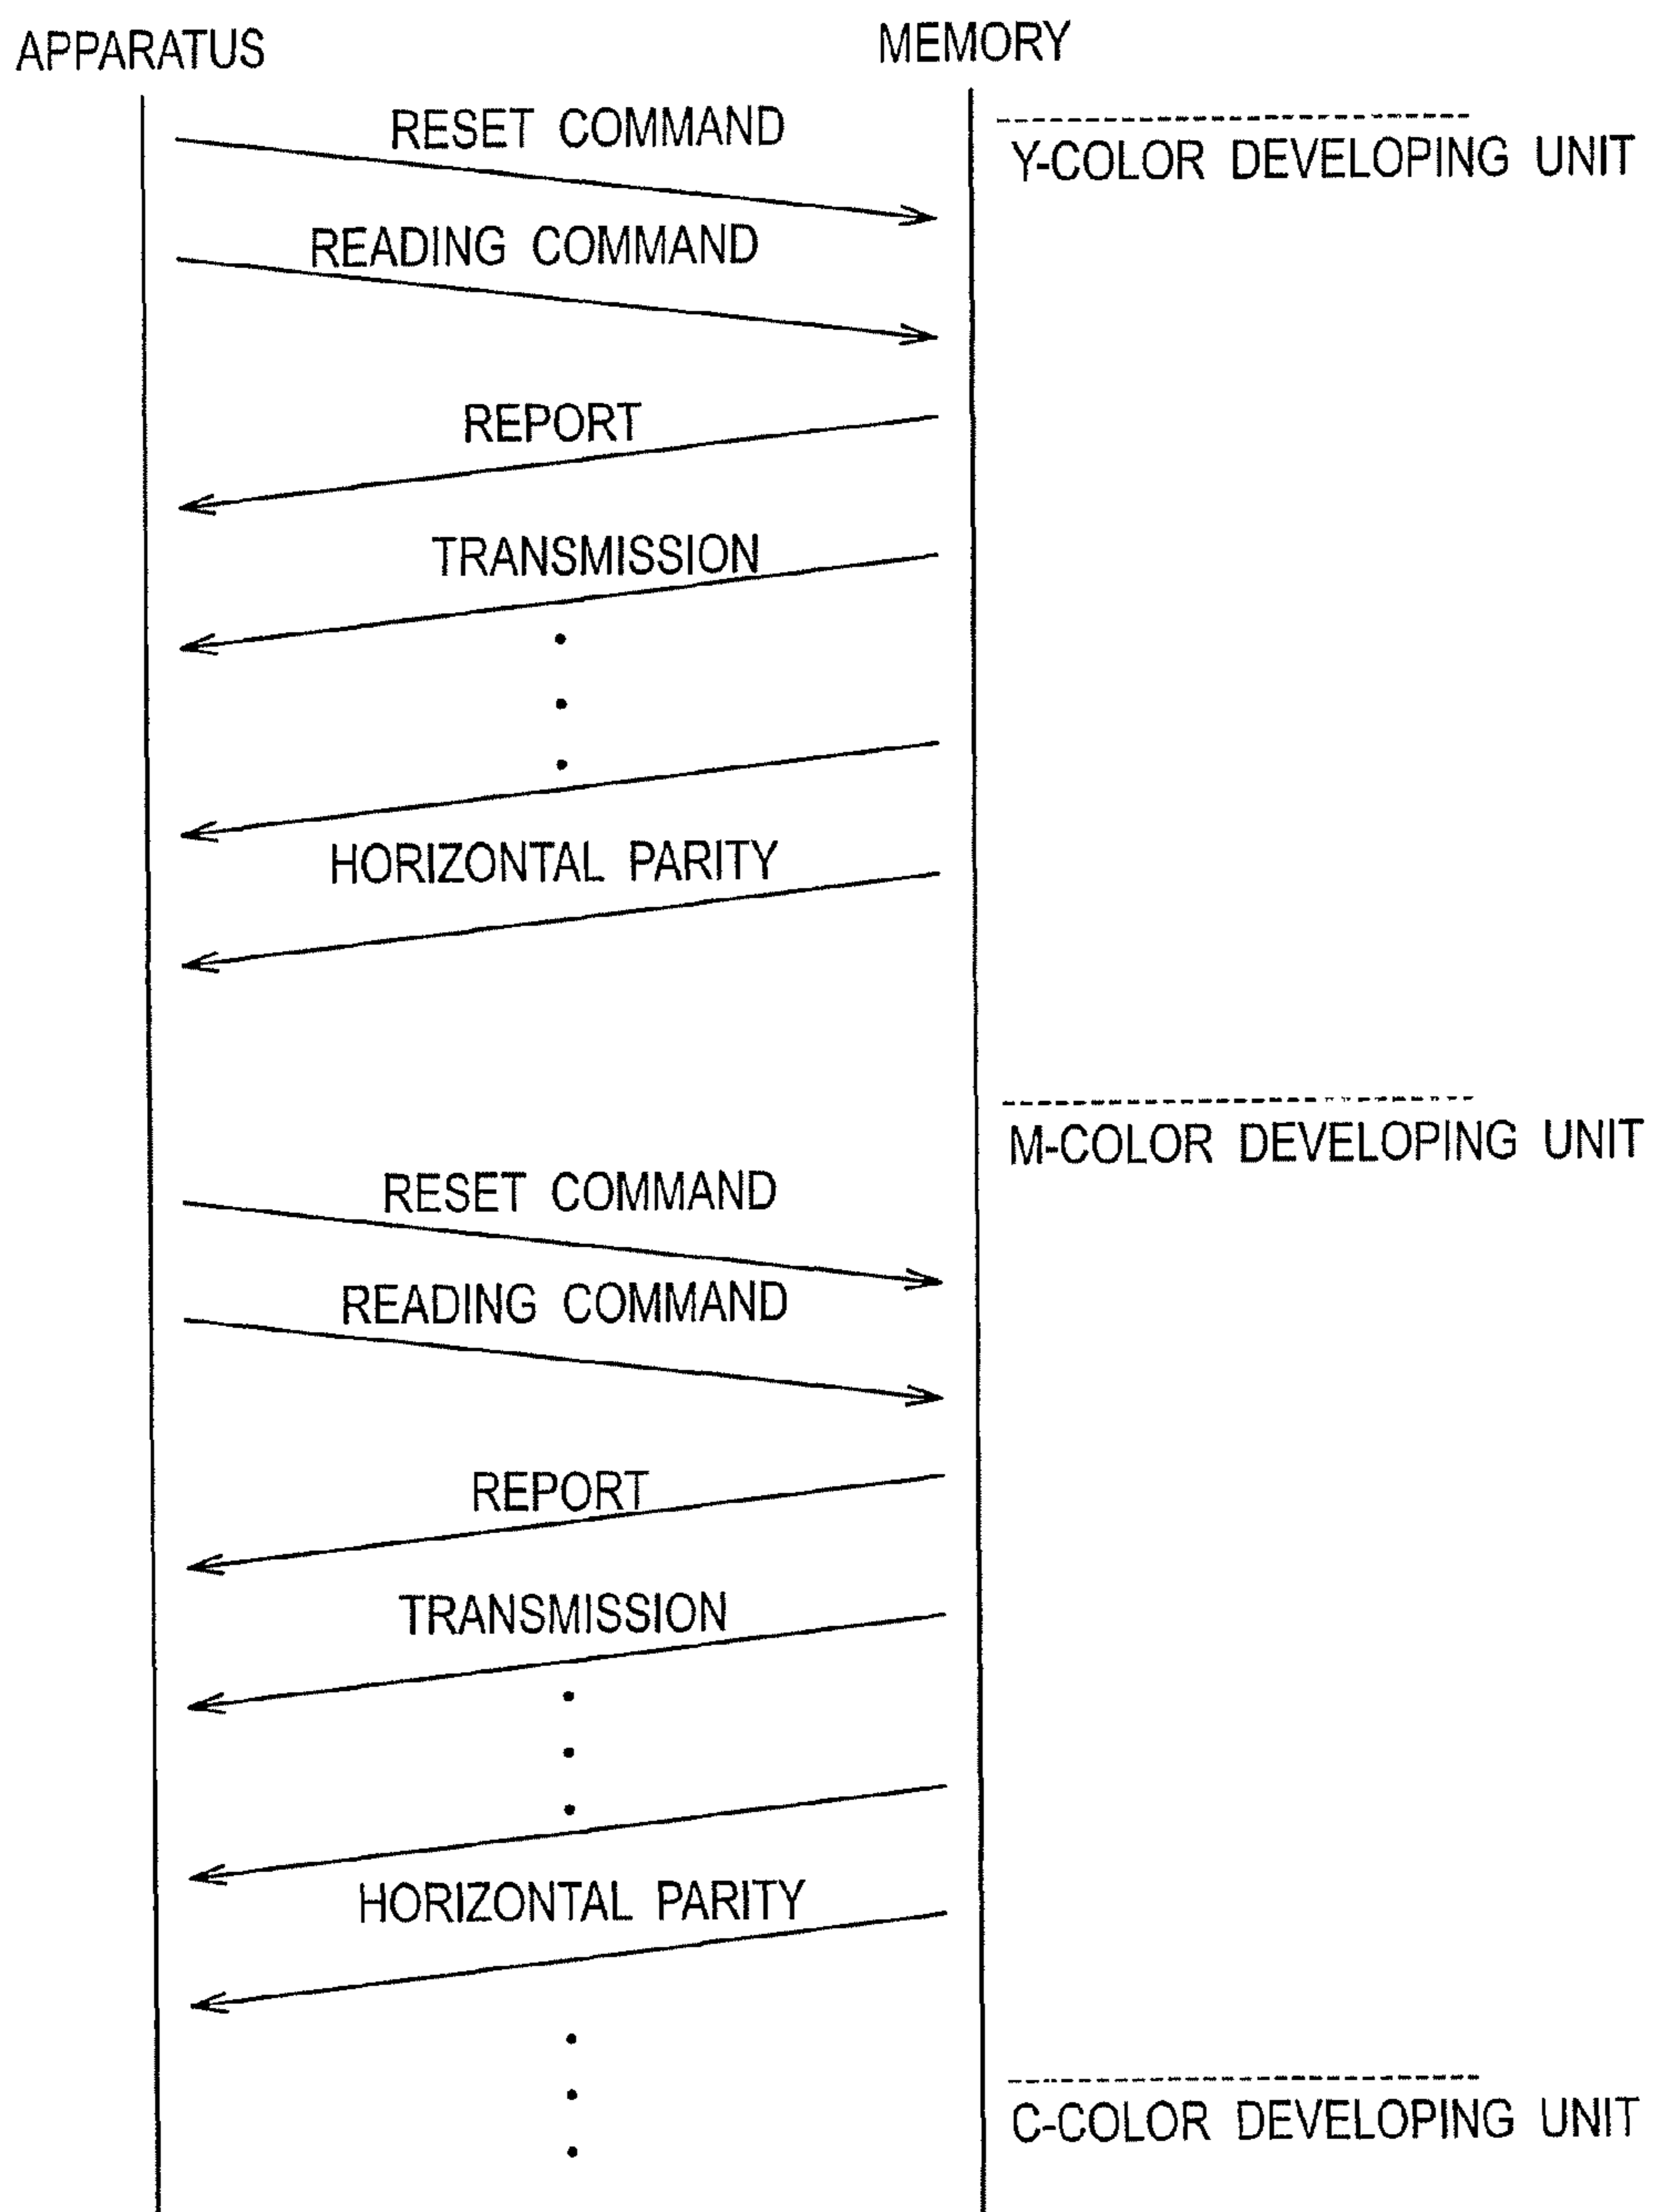 APPARATUS
MEMORY
RESET COMMAND
Y-COLOR DEVELOPING UNIT
READING COMMAND
REPORT
TRANSMISSION
HORIZONTAL PARITY
M-COLOR DEVELOPING UNIT
RESET COMMAND
READING COMMAND
REPORT
TRANSMISSION
HORIZONTAL PARITY
C-COLOR DEVELOPING UNIT